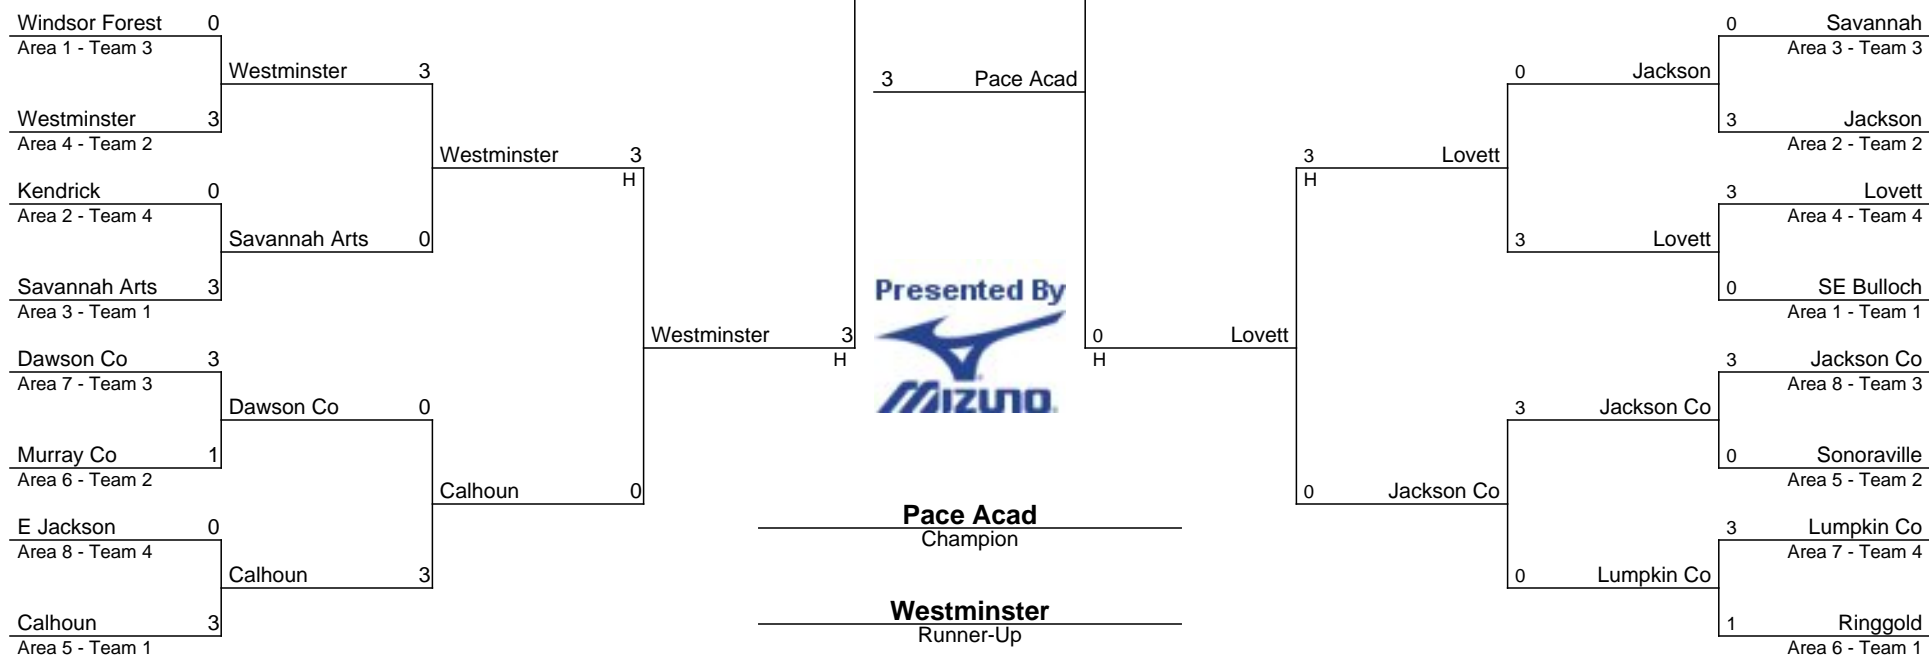 Windsor Forest 0
Area 1 - Team 3
Westminster 3
Westminster 3
Area 4 - Team 2
Westminster 3
H
Kendrick 0
Area 2 - Team 4
Savannah Arts 0
Savannah Arts 3
Area 3 - Team 1
Westminster 3
H
Dawson Co 3
Area 7 - Team 3
Dawson Co 0
Murray Co 1
Area 6 - Team 2
Calhoun 0
E Jackson 0
Area 8 - Team 4
Calhoun 3
Calhoun 3
Area 5 - Team 1
3 Pace Acad
Presented By
MIZUNO
Pace Acad
Champion
Westminster
Runner-Up
0 Savannah
Area 3 - Team 3
0 Jackson
3 Jackson
Area 2 - Team 2
3 Lovett
H
3 Lovett
Area 4 - Team 4
3 Lovett
0 SE Bulloch
Area 1 - Team 1
0 Lovett
H
3 Jackson Co
Area 8 - Team 3
3 Jackson Co
0 Sonoraville
Area 5 - Team 2
0 Jackson Co
3 Lumpkin Co
Area 7 - Team 4
0 Lumpkin Co
1 Ringgold
Area 6 - Team 1